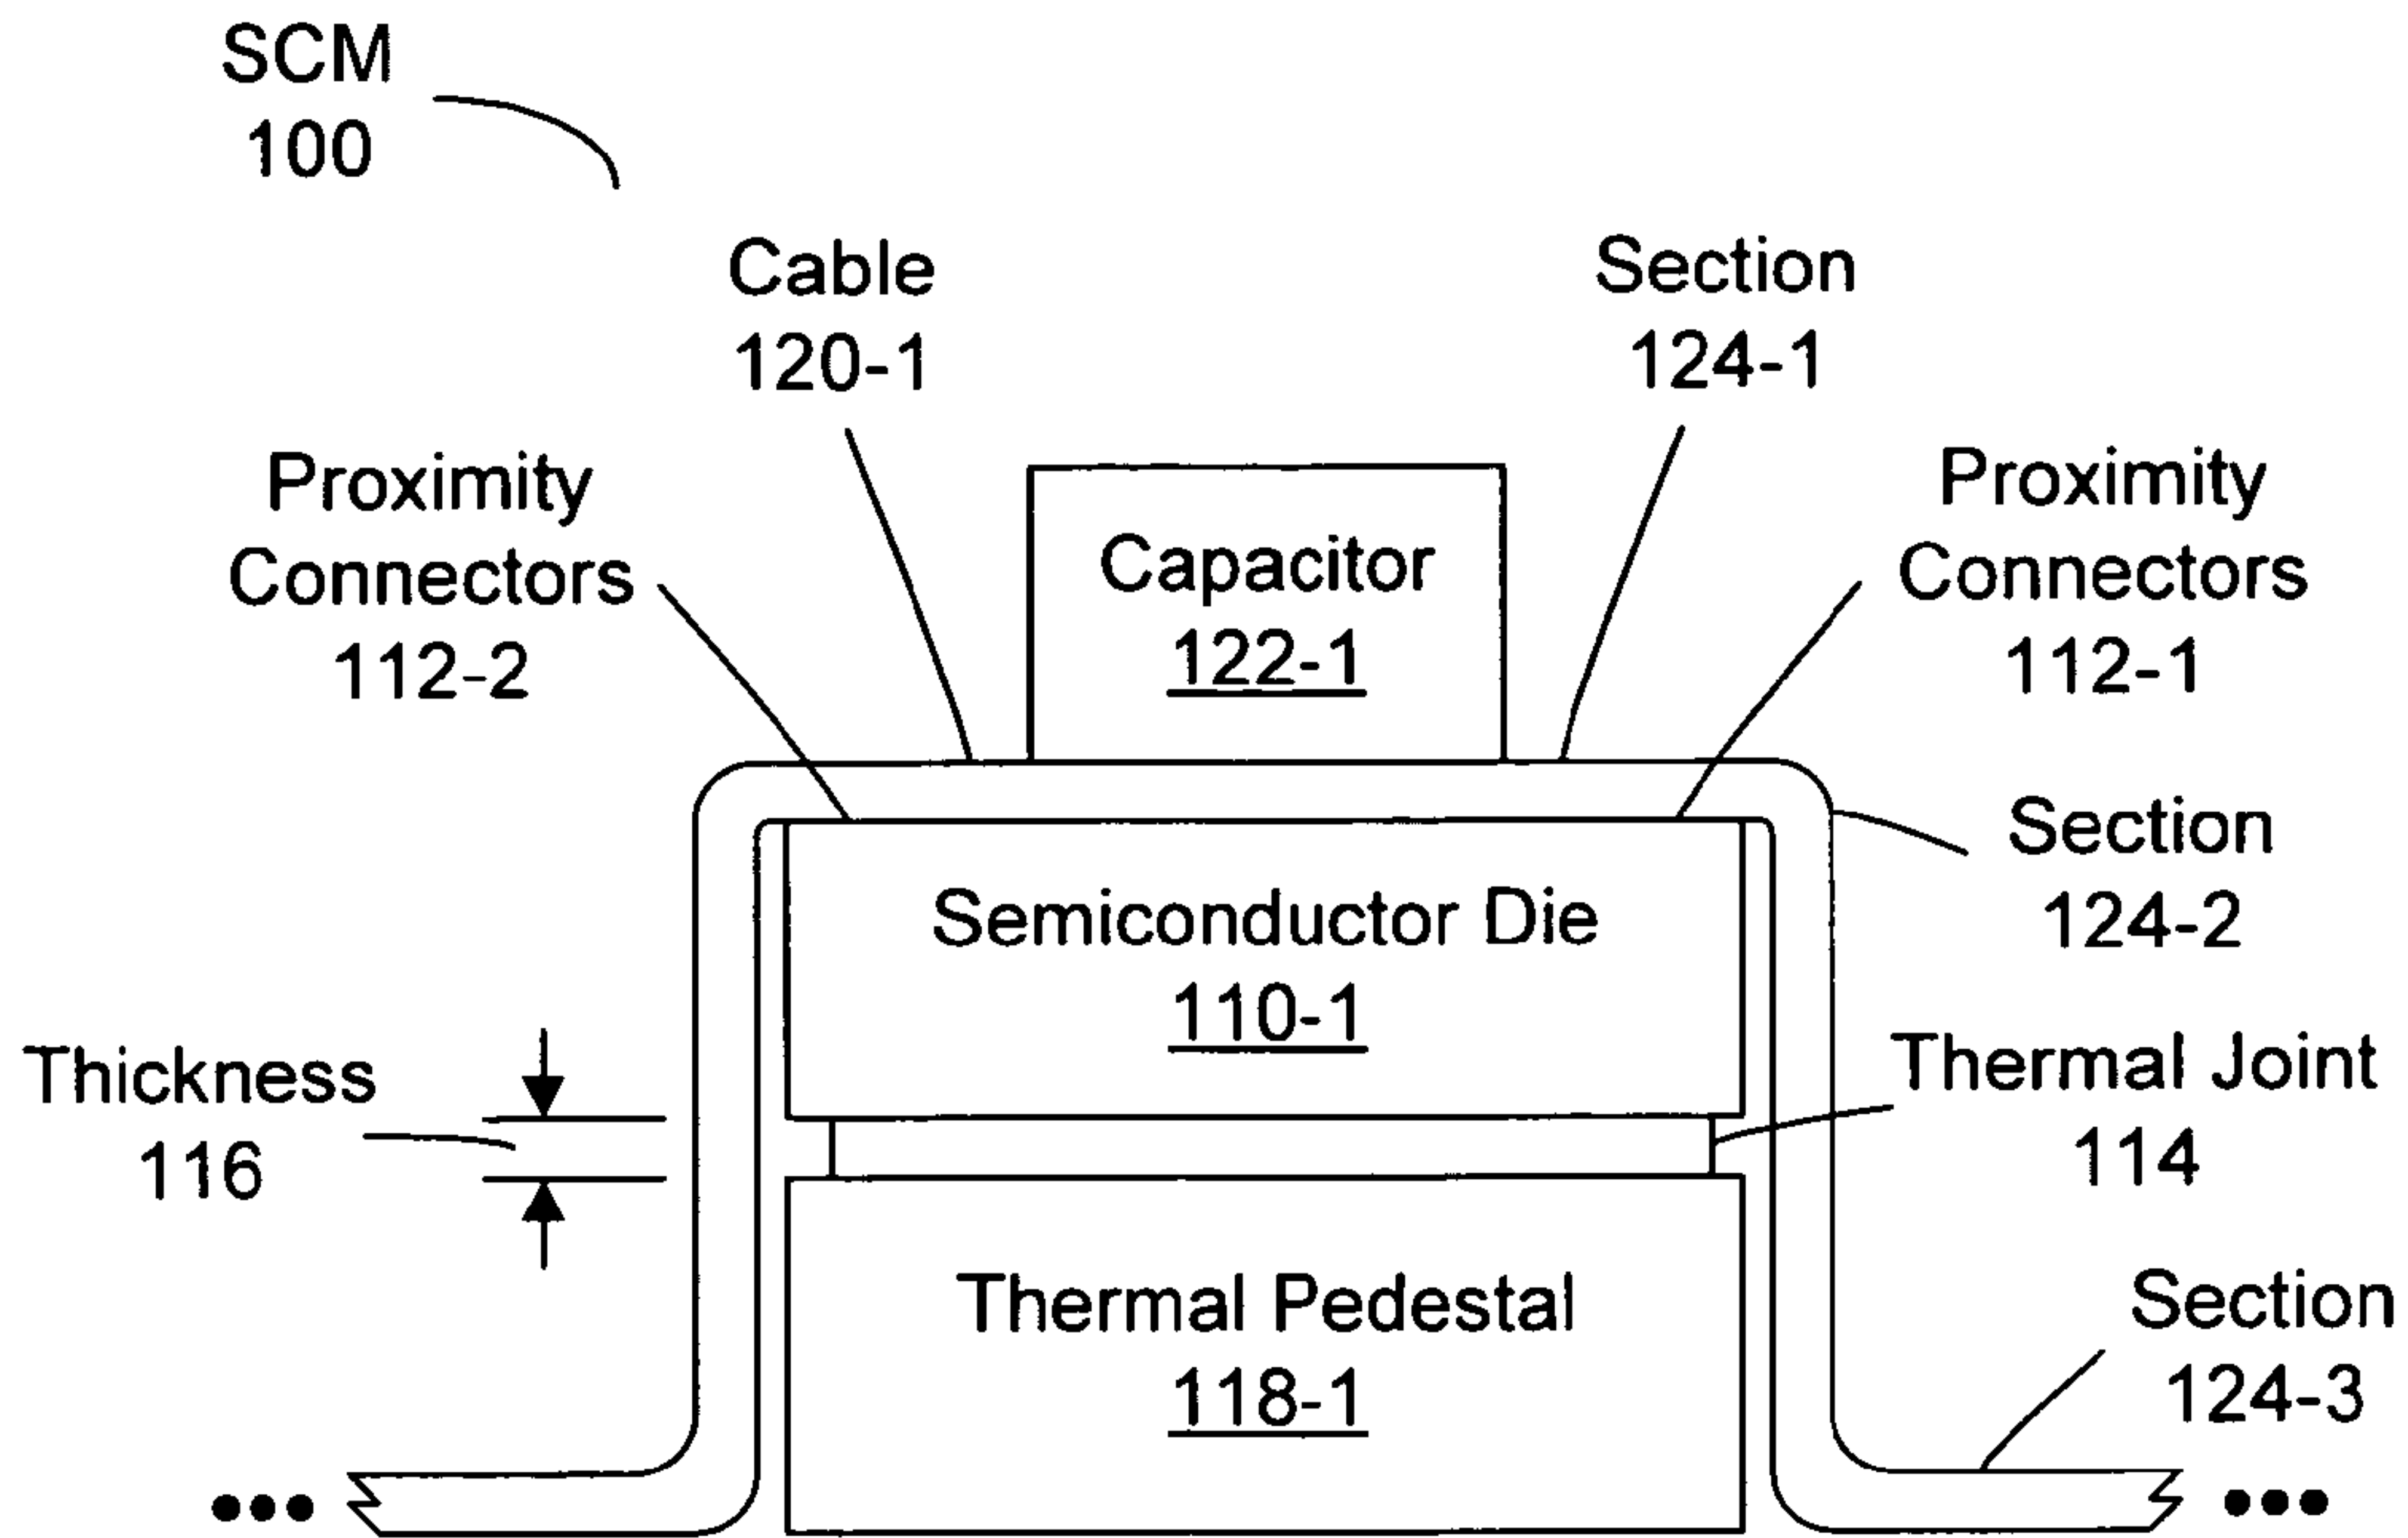 SCM
100
Cable
120-1
Section
124-1
Proximity
Connectors
112-2
Capacitor
122-1
Proximity
Connectors
112-1
Section
124-2
Semiconductor Die
110-1
Thickness
116
Thermal Joint
114
Thermal Pedestal
118-1
Section
124-3